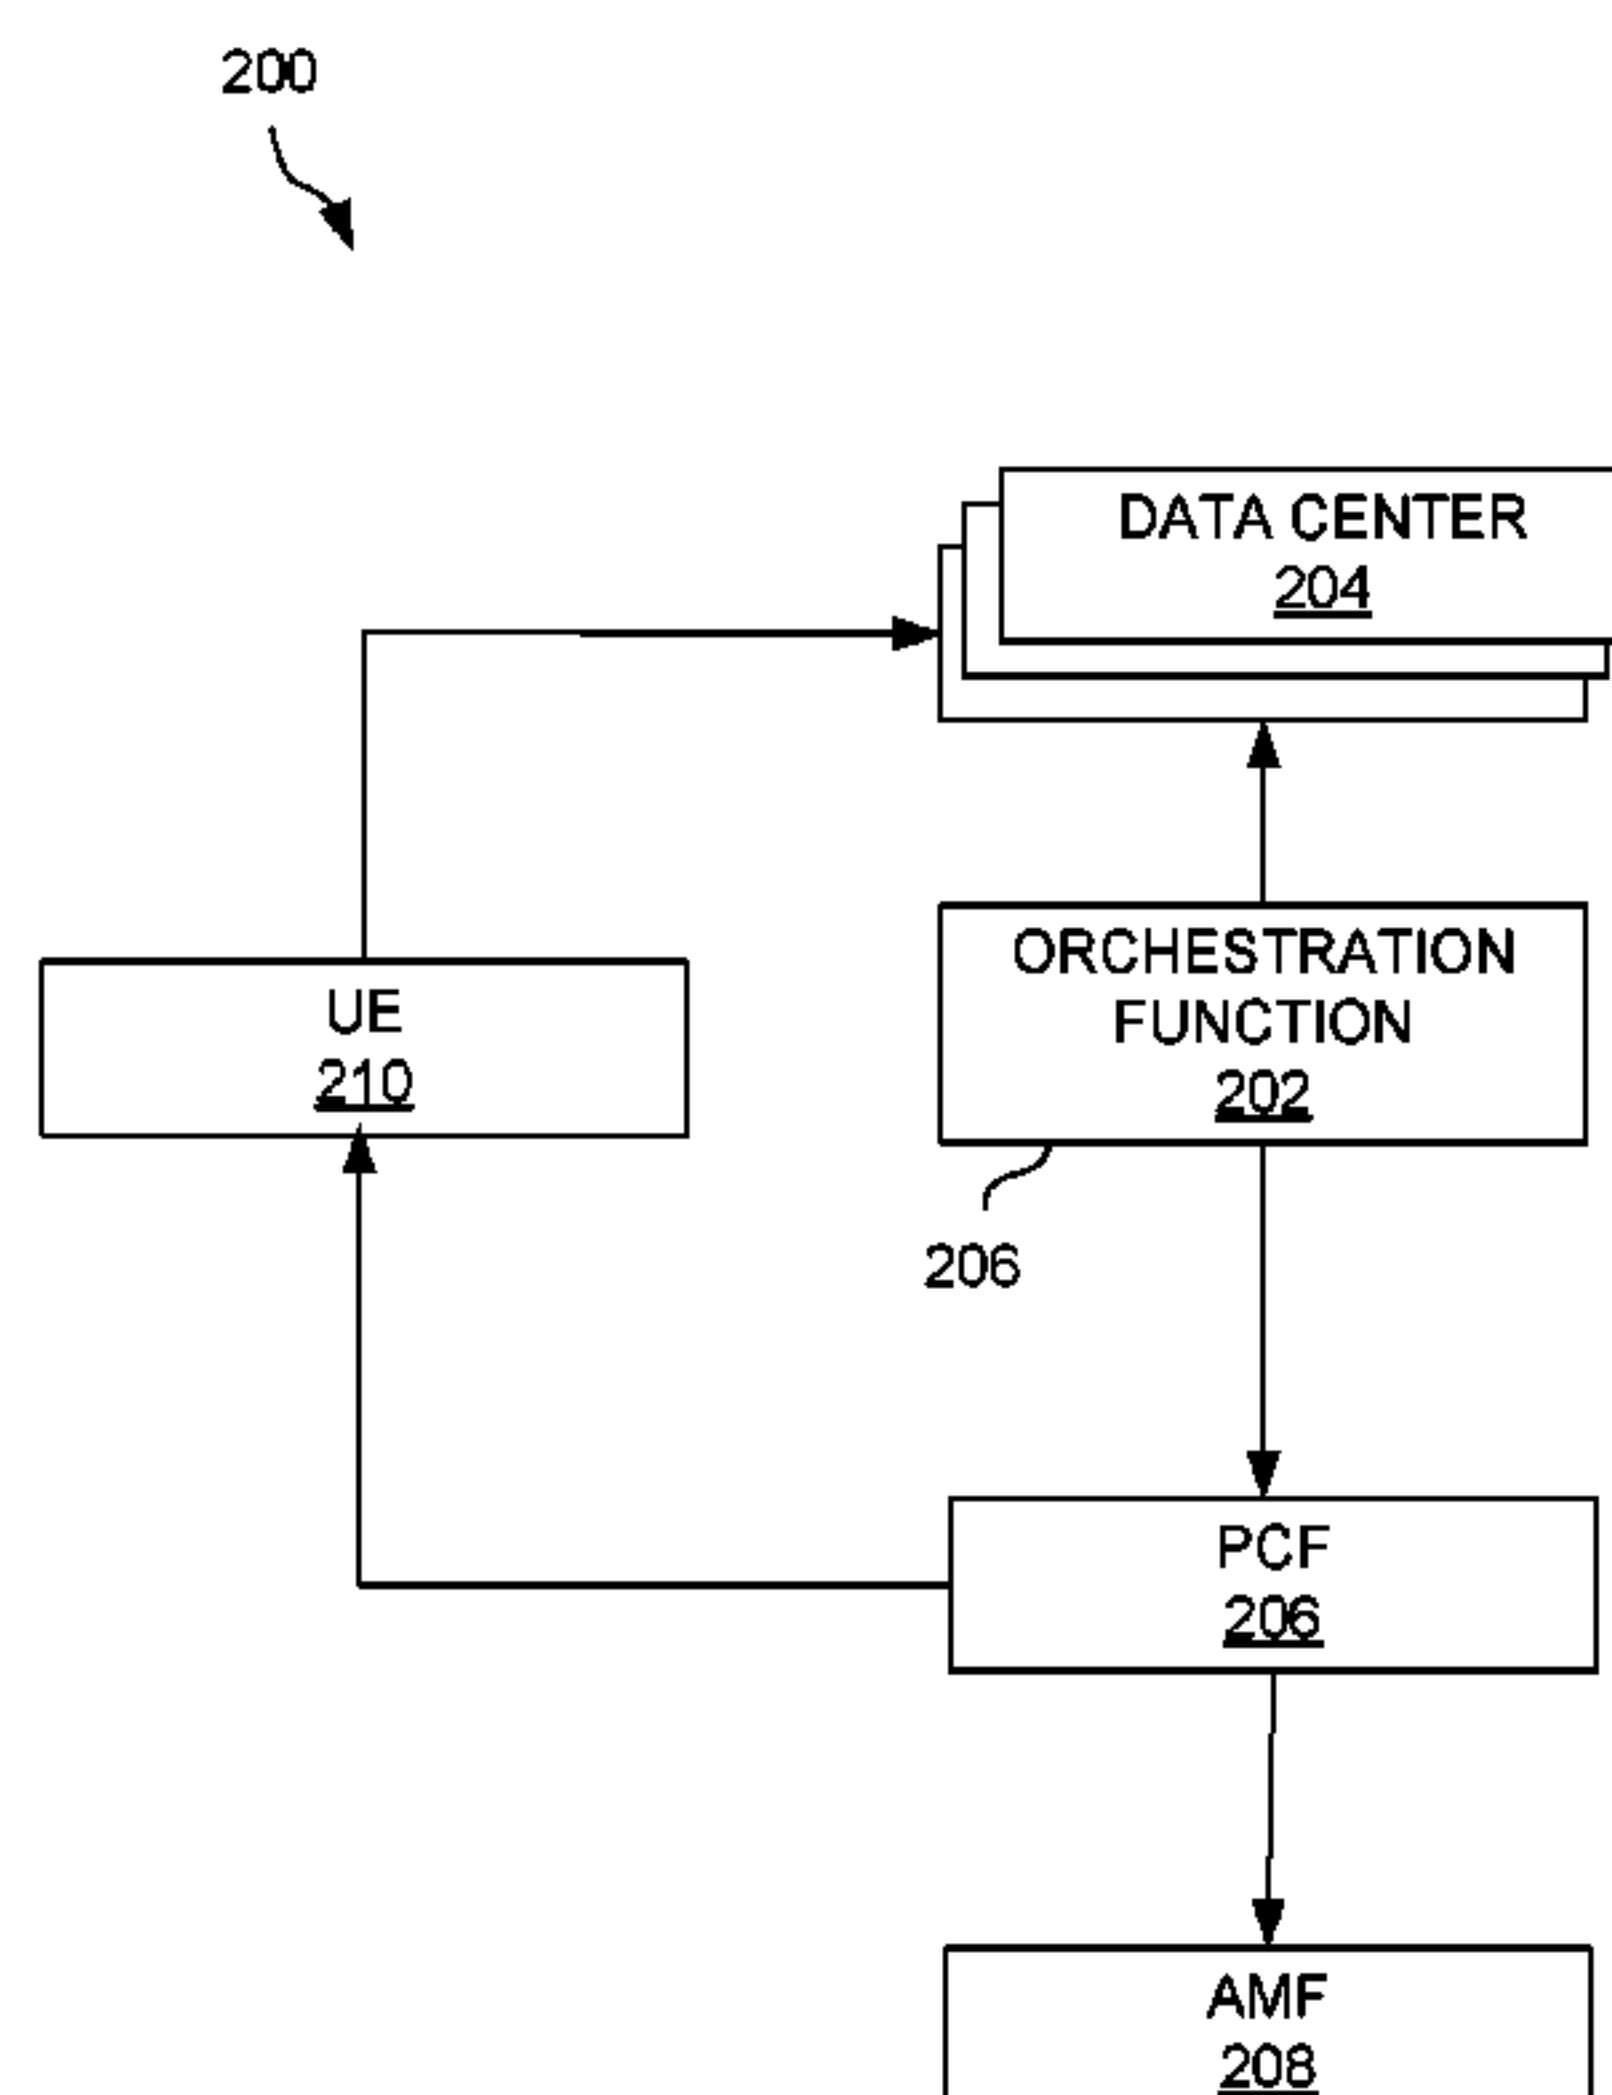 200
DATA CENTER
204
UE
210
ORCHESTRATION
FUNCTION
202
206
PCF
206
AMF
208